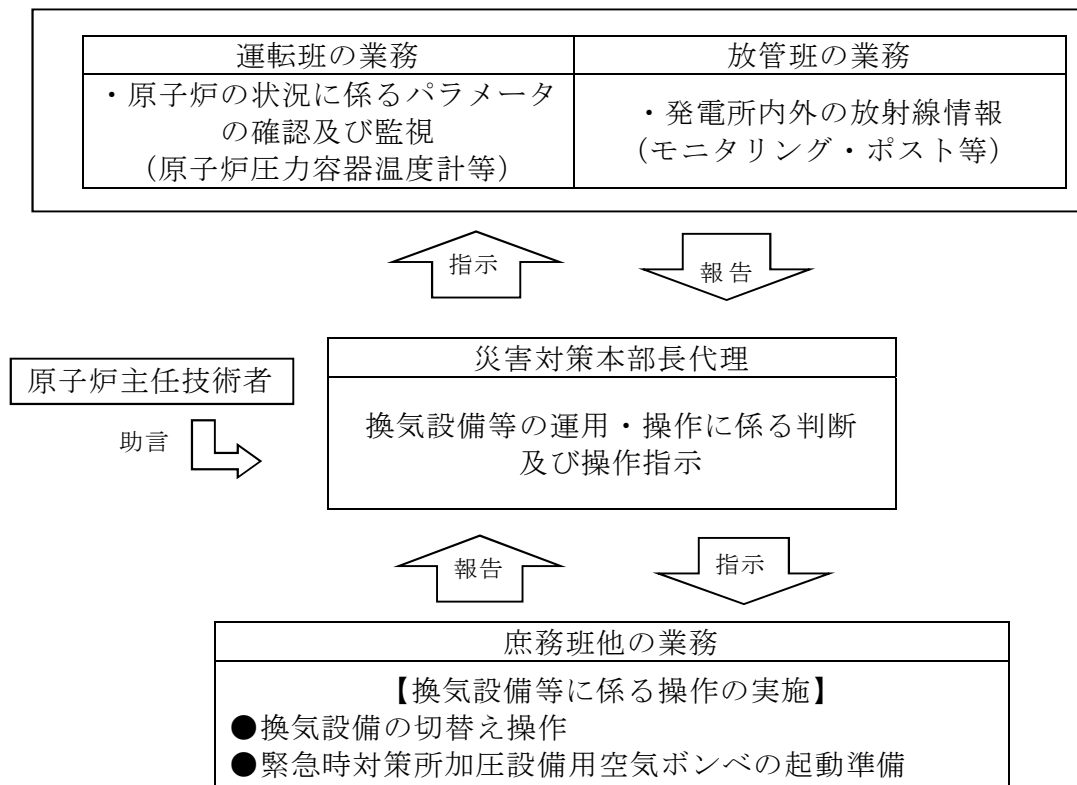 運転班の業務
・原子炉の状況に係るパラメータ
の確認及び監視
(原子炉圧力容器温度計等)
放管班の業務
・発電所内外の放射線情報
(モニタリング・ポスト等)
指示
報告
災害対策本部長代理
換気設備等の運用・操作に係る判断
及び操作指示
原子炉主任技術者
助言
報告
指示
庶務班他の業務
【換気設備等に係る操作の実施】
●換気設備の切替え操作
●緊急時対策所加圧設備用空気ボンベの起動準備